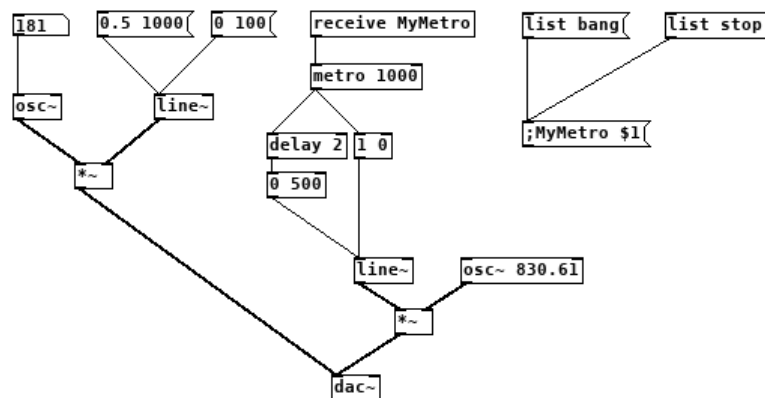 181
0.5 1000
0 100
receive MyMetro
list bang
list stop
metro 1000
osc~
line~
delay 2
1 0
;MyMetro $1
*~
0 500
line~
osc~ 830.61
*~
dac~